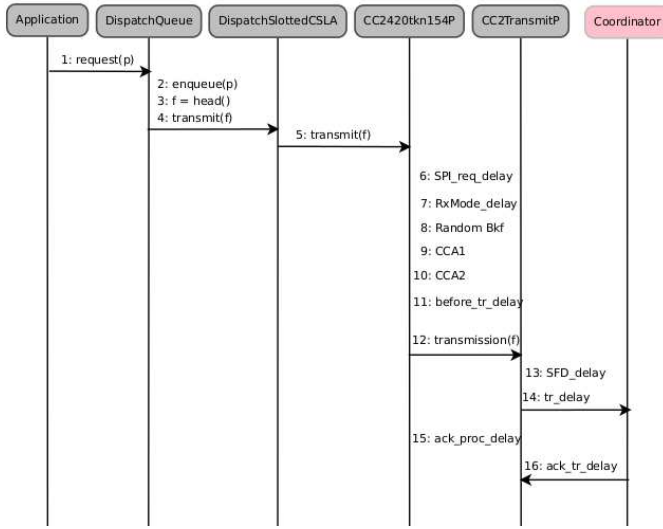 Application
DispatchQueue
DispatchSlottedCSLA
CC2420tkn154P
CC2TransmitP
Coordinator
1: request(p)
2: enqueue(p)
3: f = head()
4: transmit(f)
5: transmit(f)
6: SPI_req_delay
7: RxMode_delay
8: Random Bkf
9: CCA1
10: CCA2
11: before_tr_delay
12: transmission(f)
13: SFD_delay
14: tr_delay
15: ack_proc_delay
16: ack_tr_delay